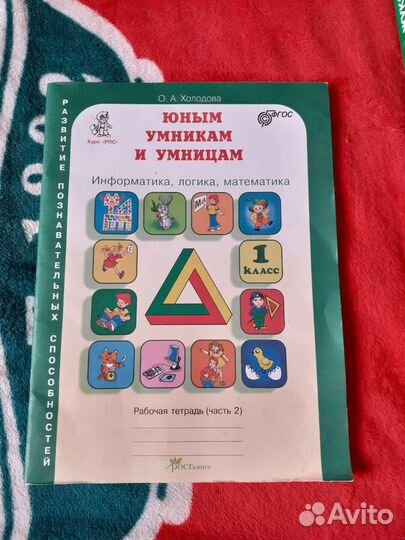 О. А. Холодова
Курс «РПС»
ЮНЫМ
УМНИКАМ
И УМНИЦАМ
ФГОС
Информатика, логика, математика
1
КЛАСС
РАЗВИТИЕ ПОЗНАВАТЕЛЬНЫХ СПОСОБНОСТЕЙ
Рабочая тетрадь (часть 2)
РОСТкнига
Avito